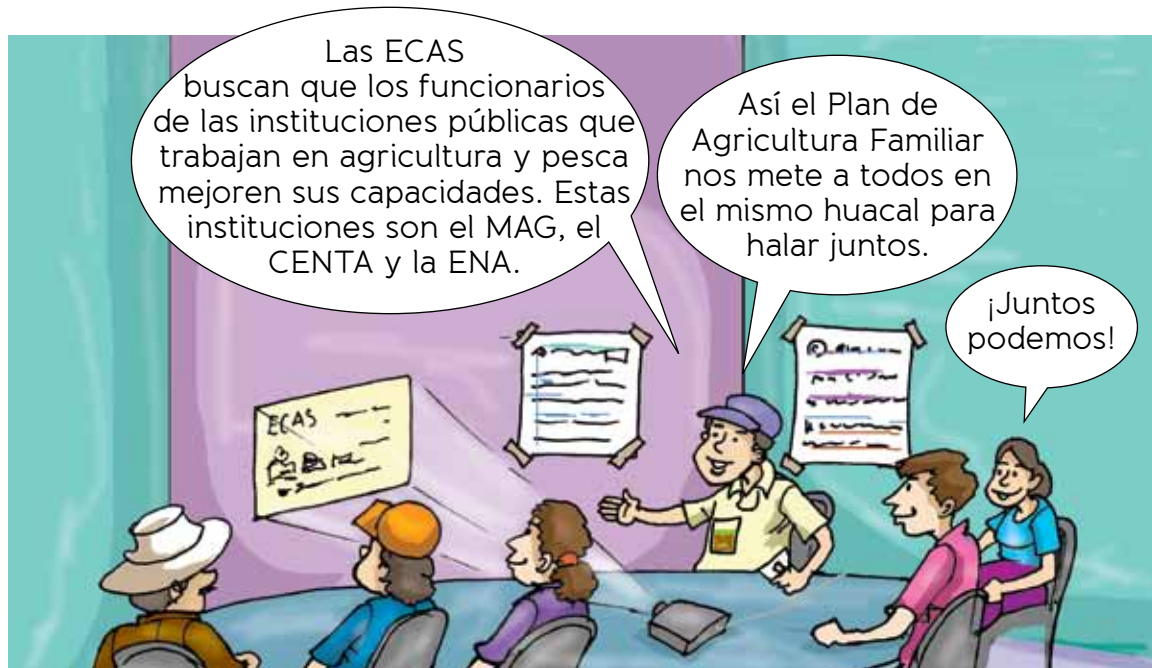 Las ECAS
buscan que los funcionarios
de las instituciones públicas que
trabajan en agricultura y pesca
mejoren sus capacidades. Estas
instituciones son el MAG, el
CENTA y la ENA.
Así el Plan de
Agricultura Familiar
nos mete a todos en
el mismo huacal para
halar juntos.
¡Juntos
podemos!
ECAS